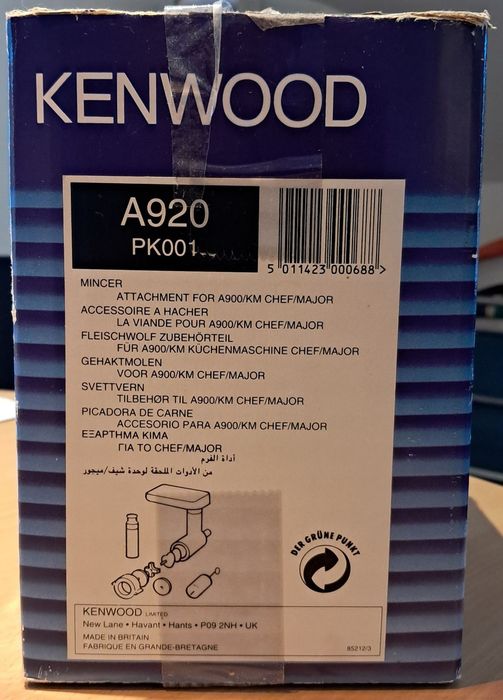 KENWOOD
A920
PK001
5 011423 000688 >
MINCER
ATTACHMENT FOR A900/KM CHEF/MAJOR
ACCESSOIRE A HACHER
LA VIANDE POUR A900/KM CHEF/MAJOR
FLEISCHWOLF ZUBEHÖRTEIL
FÜR A900/KM KÜCHENMASCHINE CHEF/MAJOR
GEHAKTMOLEN
VOOR A900/KM CHEF/MAJOR
SVETTVERN
TILBEHØR TIL A900/KM CHEF/MAJOR
PICADORA DE CARNE
ACCESORIO PARA A900/KM CHEF/MAJOR
ΕΞΑΡΤΗΜΑ ΚΙΜΑ
ΓΙΑ ΤΟ CHEF/MAJOR
أداة الفرم
من الأدوات الملحقة لوحدة شيف/ميجور
DER GRÜNE PUNKT
KENWOOD LIMITED
New Lane • Havant • Hants • P09 2NH • UK
MADE IN BRITAIN
FABRIQUE EN GRANDE-BRETAGNE
85212/3